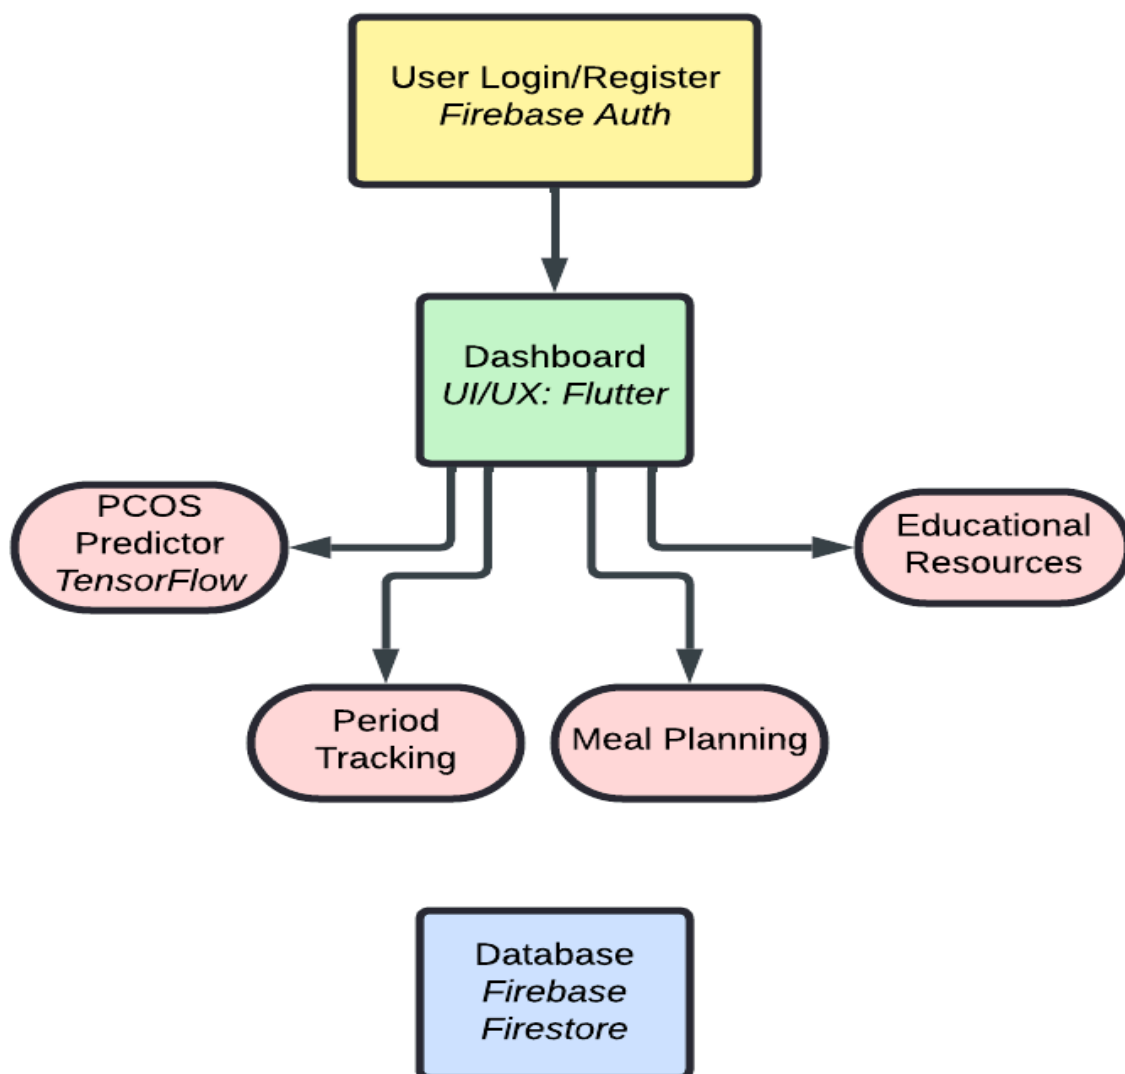 User Login/Register
Firebase Auth
Dashboard
UI/UX: Flutter
PCOS
Predictor
TensorFlow
Educational
Resources
Period
Tracking
Meal Planning
Database
Firebase
Firestore